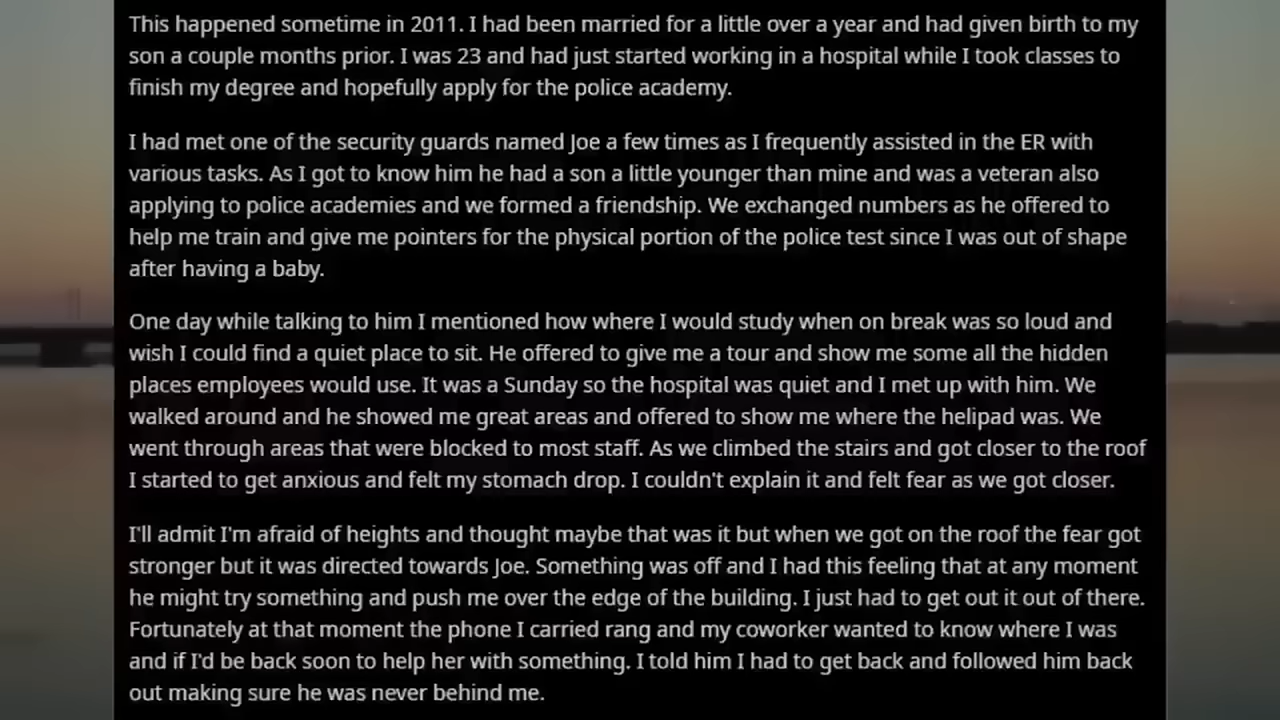 This happened sometime in 2011. I had been married for a little over a year and had given birth to my
son a couple months prior. I was 23 and had just started working in a hospital while I took classes to
finish my degree and hopefully apply for the police academy.
I had met one of the security guards named Joe a few times as I frequently assisted in the ER with
various tasks. As I got to know him he had a son a little younger than mine and was a veteran also
applying to police academies and we formed a friendship. We exchanged numbers as he offered to
help me train and give me pointers for the physical portion of the police test since I was out of shape
after having a baby.
One day while talking to him I mentioned how where I would study when on break was so loud and
wish I could find a quiet place to sit. He offered to give me a tour and show me some all the hidden
places employees would use. It was a Sunday so the hospital was quiet and I met up with him. We
walked around and he showed me great areas and offered to show me where the helipad was. We
went through areas that were blocked to most staff. As we climbed the stairs and got closer to the roof
I started to get anxious and felt my stomach drop. I couldn't explain it and felt fear as we got closer.
I'll admit I'm afraid of heights and thought maybe that was it but when we got on the roof the fear got
stronger but it was directed towards Joe. Something was off and I had this feeling that at any moment
he might try something and push me over the edge of the building. I just had to get out it out of there.
Fortunately at that moment the phone I carried rang and my coworker wanted to know where I was
and if I'd be back soon to help her with something. I told him I had to get back and followed him back
out making sure he was never behind me.